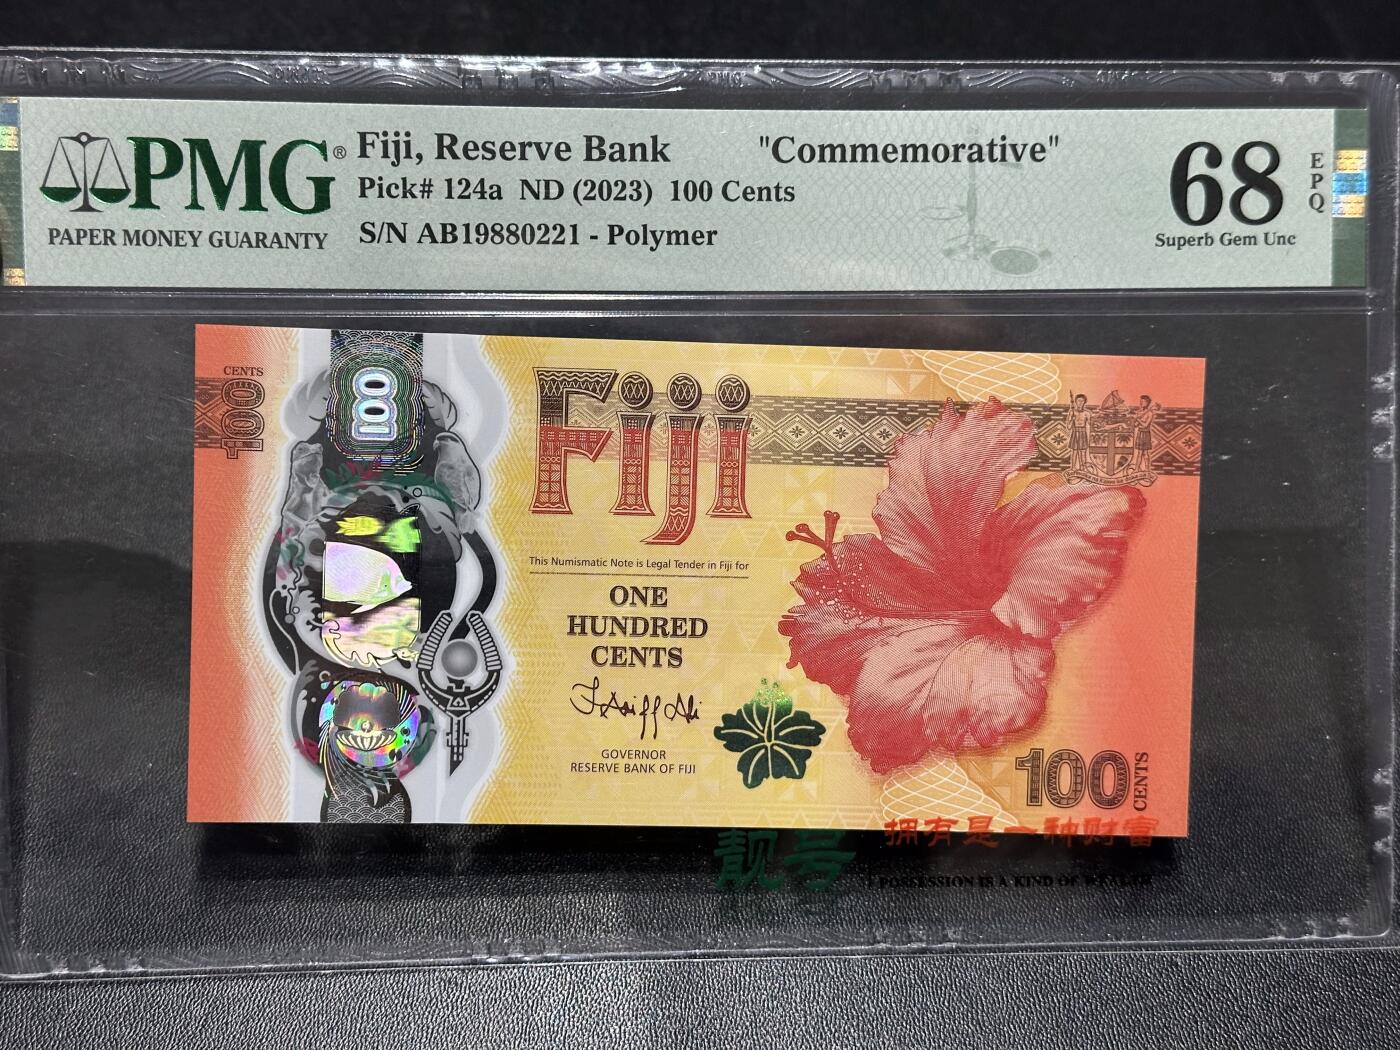 PMG®
PAPER MONEY GUARANTY
Fiji, Reserve Bank "Commemorative"
Pick# 124a ND (2023) 100 Cents
S/N AB19880221 - Polymer
68
EPQ
Superb Gem Unc
CENTS
100
100
Fiji
This Numismatic Note is Legal Tender in Fiji for
ONE
HUNDRED
CENTS
GOVERNOR
RESERVE BANK OF FIJI
100 CENTS
靓号
拥有是一种财富
POSSESSION IS A KIND OF WEALTH